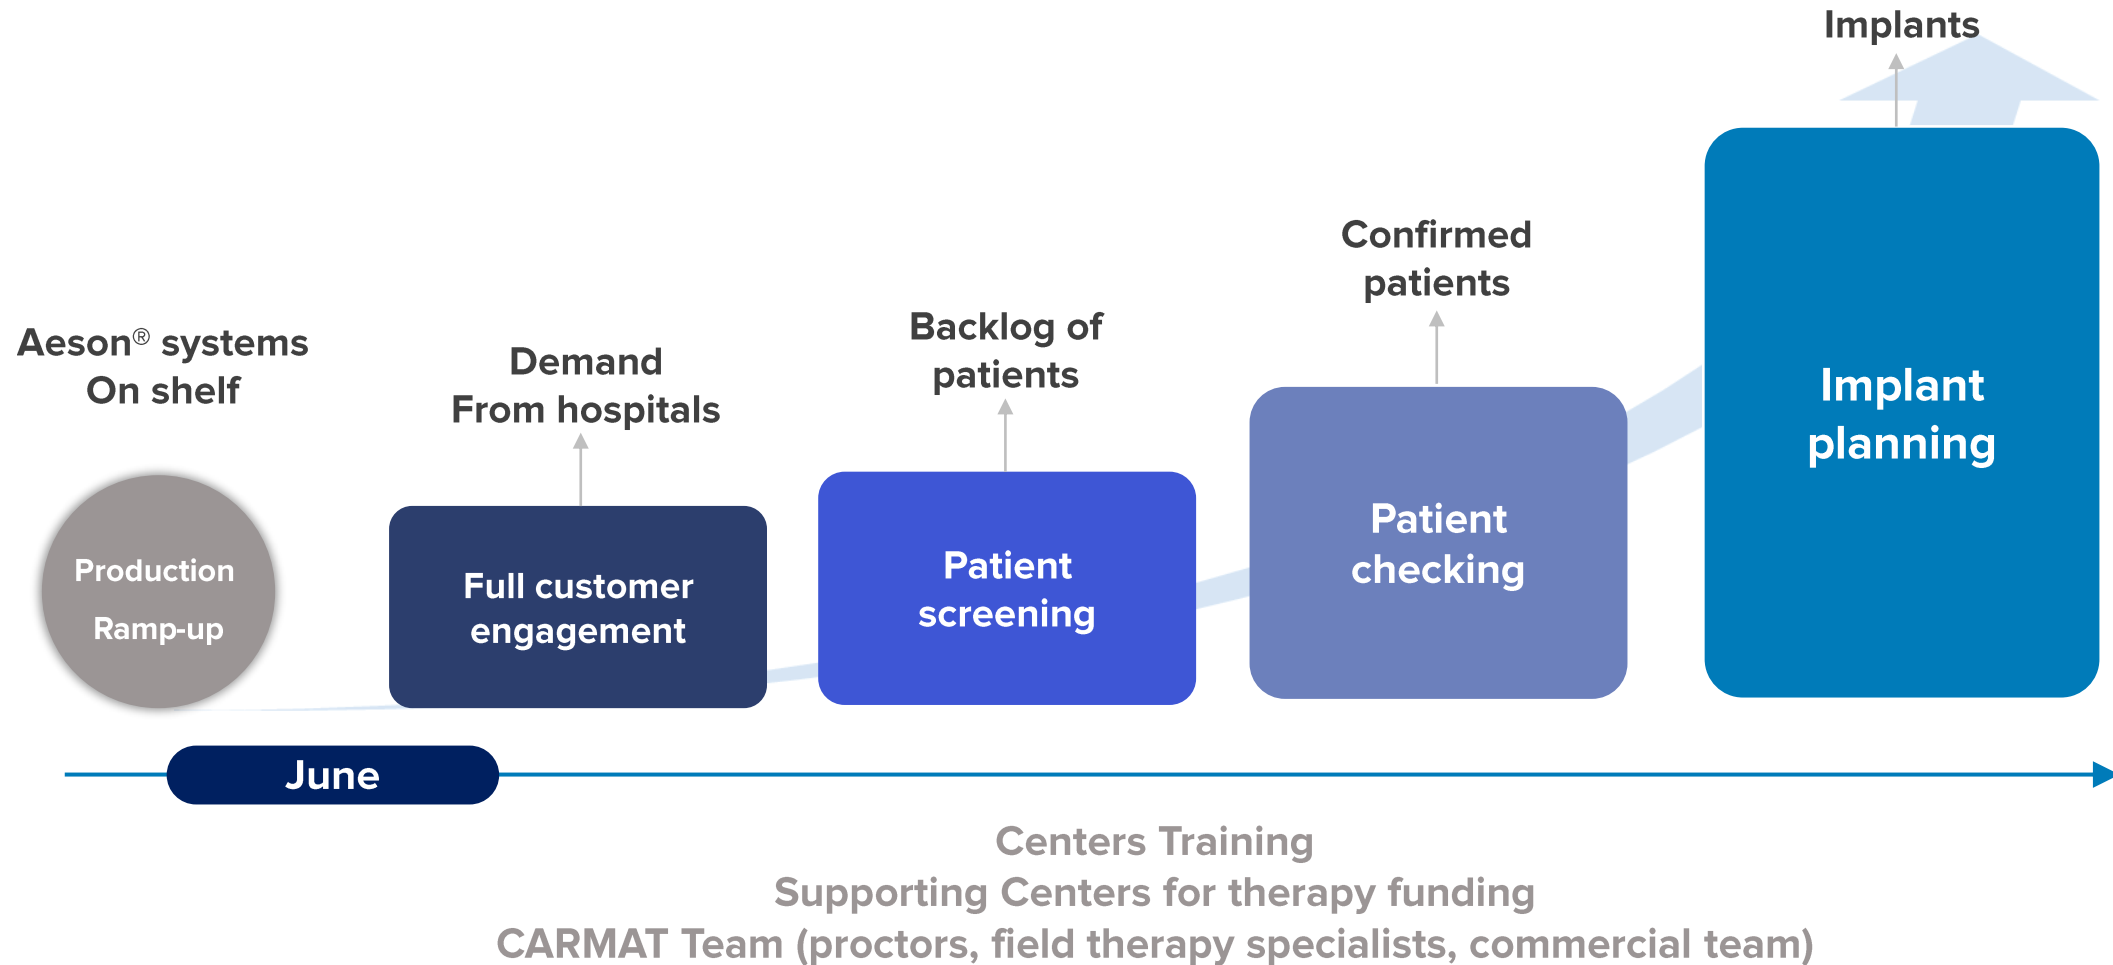 Implants
Confirmed
patients
Backlog of
patients
Aeson® systems
On shelf
Demand
From hospitals
Implant
planning
Patient
checking
Patient
screening
Full customer
engagement
Production
Ramp-up
June
Centers Training
Supporting Centers for therapy funding
CARMAT Team (proctors, field therapy specialists, commercial team)